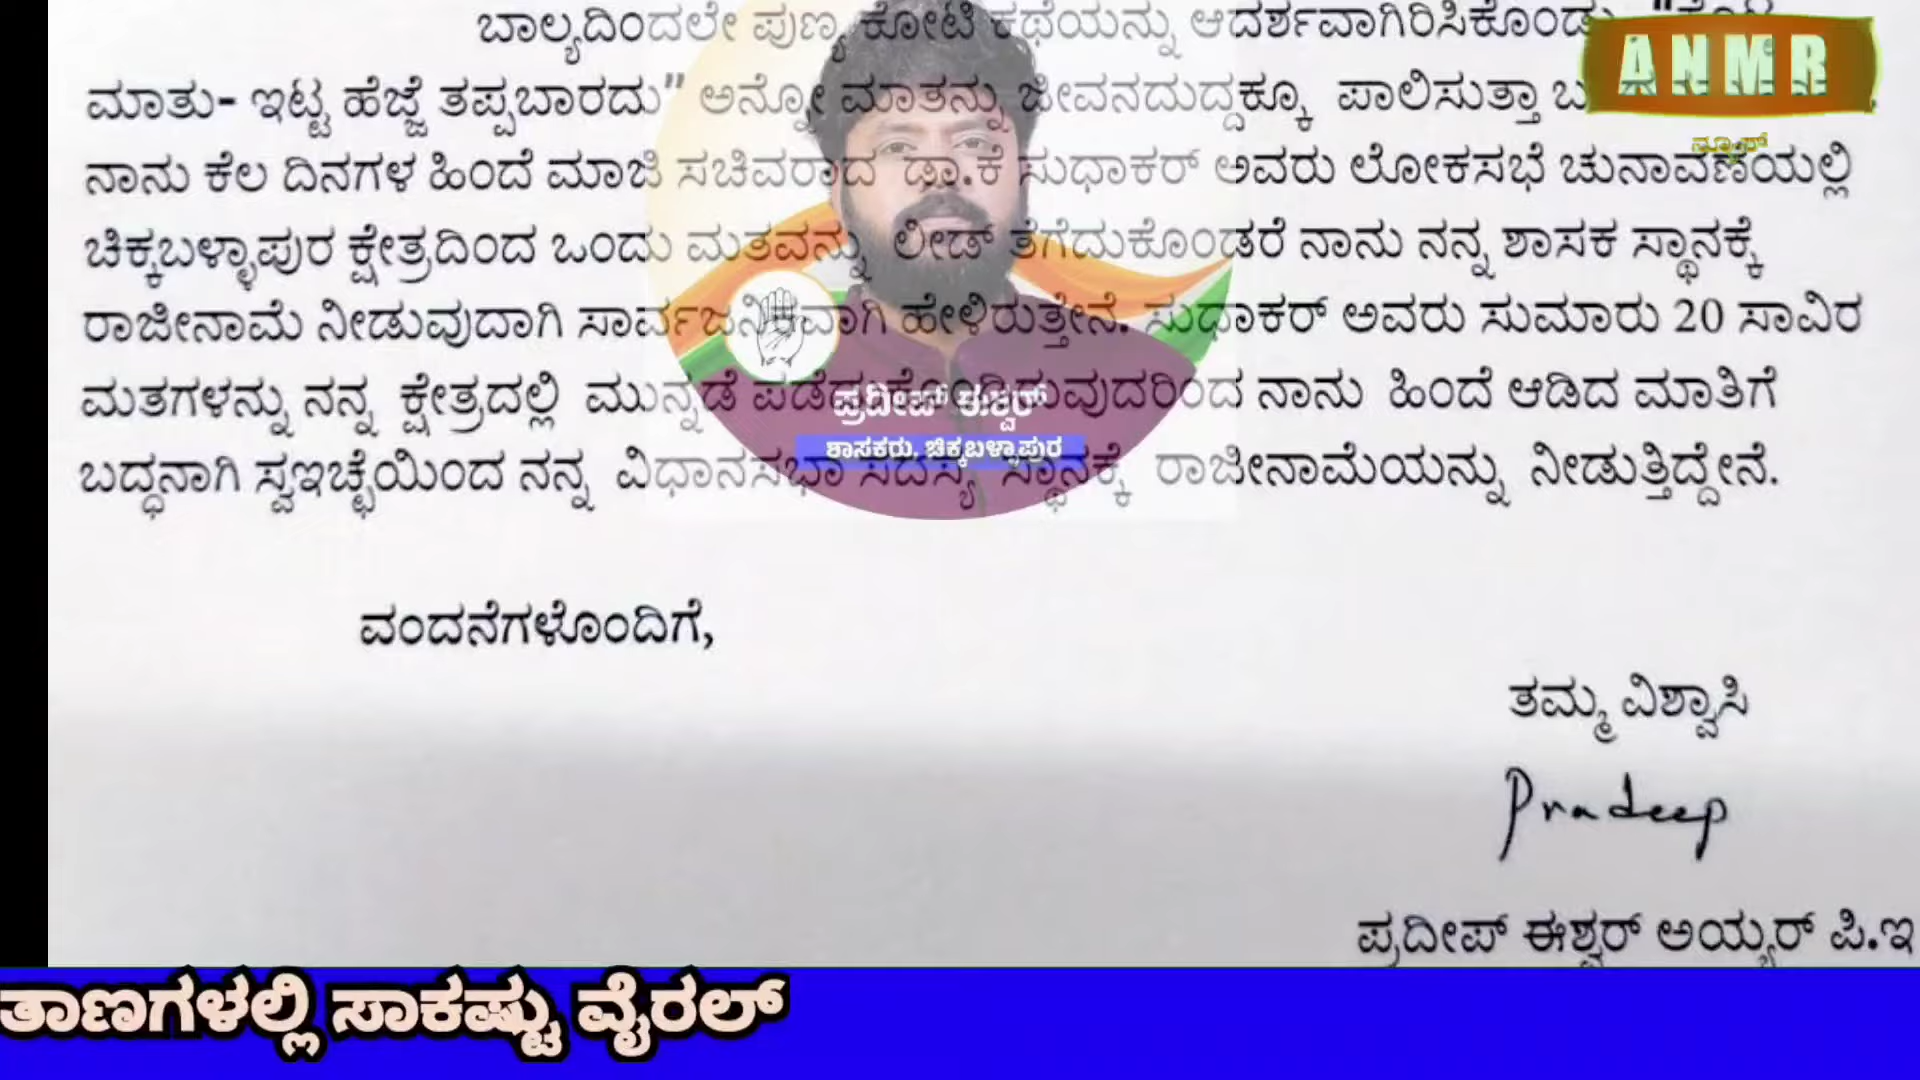 ಬಾಲ್ಯದಿಂದಲೇ ಪುಣ್ಯ ಕೋಟಿ ಕಥೆಯನ್ನು ಆದರ್ಶವಾಗಿರಿಸಿಕೊಂಡು
ANMR
ನ್ಯೂಸ್
ಮಾತು- ಇಟ್ಟ ಹೆಜ್ಜೆ ತಪ್ಪಬಾರದು" ಅನ್ನೋ ಮಾತನ್ನು ಜೀವನದುದ್ದಕ್ಕೂ ಪಾಲಿಸುತ್ತಾ
ನಾನು ಕೆಲ ದಿನಗಳ ಹಿಂದೆ ಮಾಜಿ ಸಚಿವರಾದ ಡಾ.ಕೆ ಸುಧಾಕರ್ ಅವರು ಲೋಕಸಭೆ ಚುನಾವಣೆಯಲ್ಲಿ
ಚಿಕ್ಕಬಳ್ಳಾಪುರ ಕ್ಷೇತ್ರದಿಂದ ಒಂದು ಮತವನ್ನು ಲೀಡ್ ತೆಗೆದುಕೊಂಡರೆ ನಾನು ನನ್ನ ಶಾಸಕ ಸ್ಥಾನಕ್ಕೆ
ರಾಜೀನಾಮೆ ನೀಡುವುದಾಗಿ ಸಾರ್ವಜನಿಕವಾಗಿ ಹೇಳಿರುತ್ತೇನೆ. ಸುಧಾಕರ್ ಅವರು ಸುಮಾರು 20 ಸಾವಿರ
ಮತಗಳನ್ನು ನನ್ನ ಕ್ಷೇತ್ರದಲ್ಲಿ ಮುನ್ನಡೆ ಪಡೆದುಕೊಂಡಿರುವುದರಿಂದ ನಾನು ಹಿಂದೆ ಆಡಿದ ಮಾತಿಗೆ
ಬದ್ಧನಾಗಿ ಸ್ವಇಚ್ಛೆಯಿಂದ ನನ್ನ ವಿಧಾನಸಭಾ ಸದಸ್ಯ ಸ್ಥಾನಕ್ಕೆ ರಾಜೀನಾಮೆಯನ್ನು ನೀಡುತ್ತಿದ್ದೇನೆ.
ಪ್ರದೀಪ್ ಈಶ್ವರ್
ಶಾಸಕರು, ಚಿಕ್ಕಬಳ್ಳಾಪುರ
ವಂದನೆಗಳೊಂದಿಗೆ,
ತಮ್ಮ ವಿಶ್ವಾಸಿ
Pradeep
ಪ್ರದೀಪ್ ಈಶ್ವರ್ ಅಯ್ಯರ್ ಪಿ.ಇ
ತಾಣಗಳಲ್ಲಿ ಸಾಕಷ್ಟು ವೈರಲ್